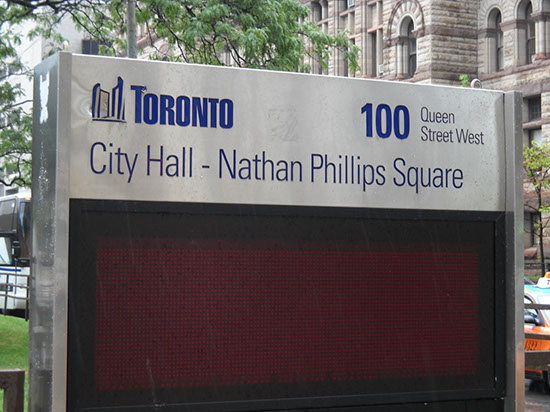 TORONTO
100 Queen
Street West
City Hall - Nathan Phillips Square